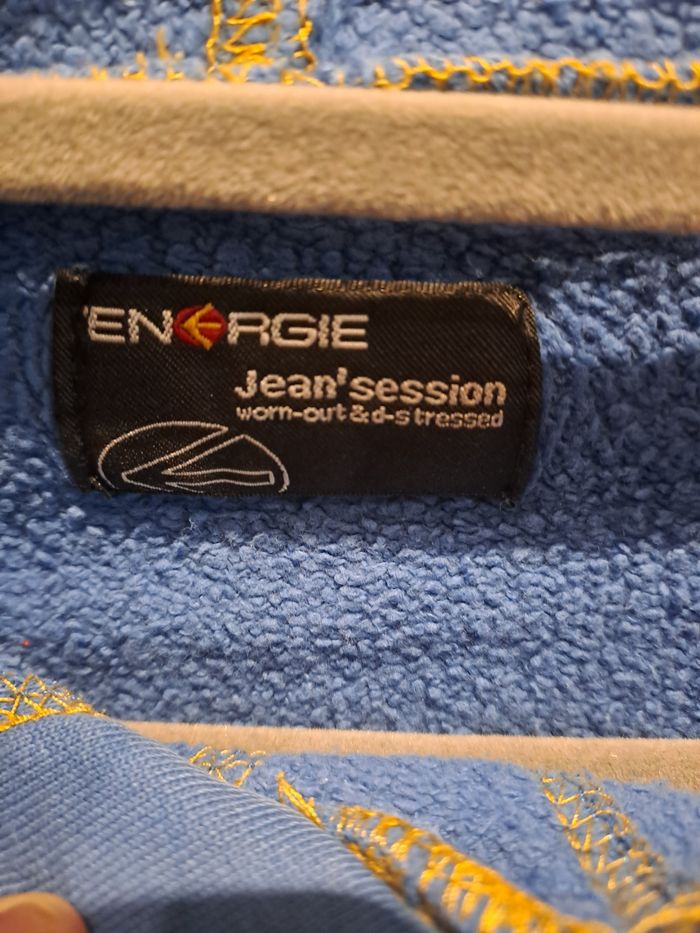 ENERGIE
Jean'session
worn-out & d-stressed